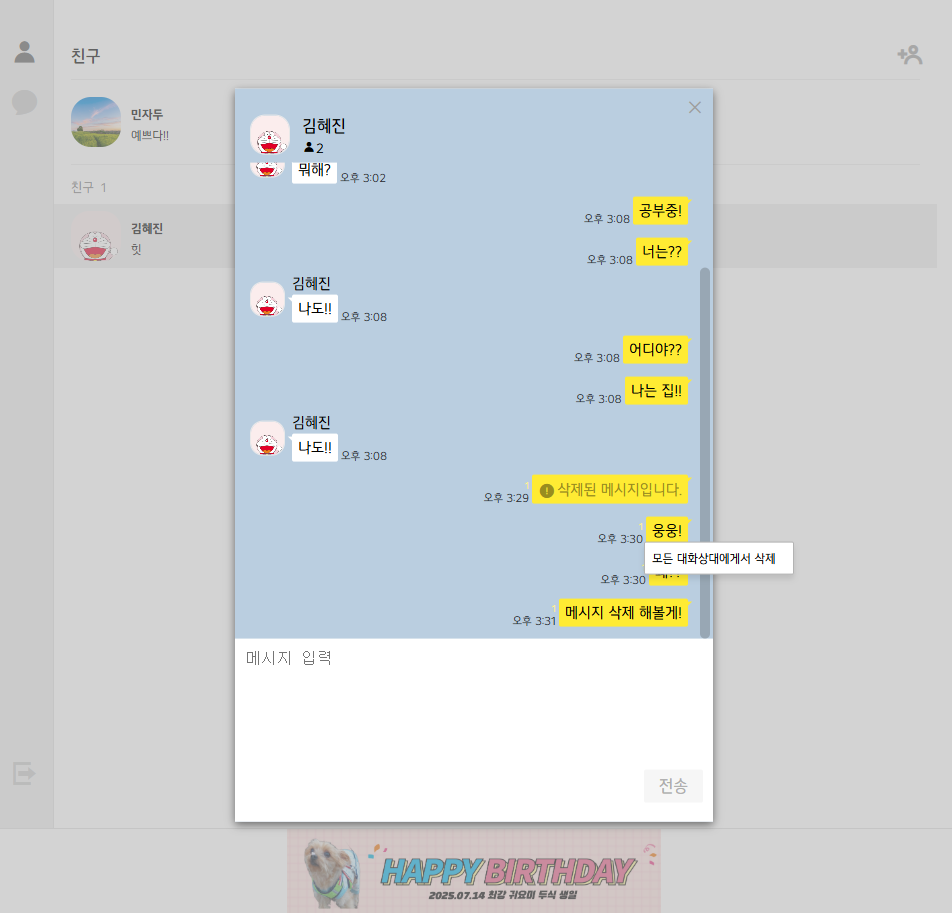 친구
민자두
예쁘다!!
친구 1
김혜진
힛
김혜진
2
뭐해?
오후 3:02
오후 3:08 공부중!
오후 3:08 너는??
김혜진
나도!! 오후 3:08
오후 3:08 어디야??
오후 3:08 나는 집!!
김혜진
나도!! 오후 3:08
1
오후 3:29 삭제된 메시지입니다.
1
오후 3:30 웅웅!
모든 대화상대에게서 삭제
오후 3:30
1
오후 3:31 메시지 삭제 해볼게!
메시지 입력
전송
HAPPY BIRTHDAY
2025.07.14 최강 귀요미 두식 생일